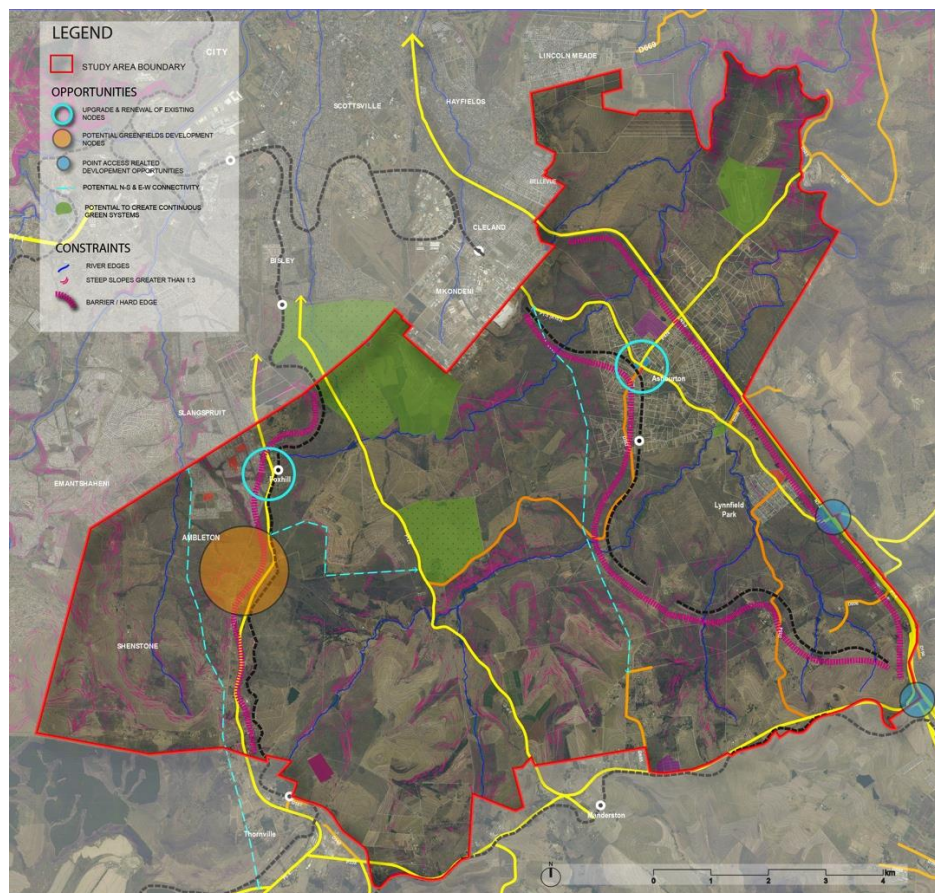 LEGEND
STUDY AREA BOUNDARY
OPPORTUNITIES
UPGRADE & RENEWAL OF EXISTING
NODES
POTENTIAL GREENFIELDS DEVELOPMENT
NODES
POINT ACCESS REALTED
DEVLOPEMENT OPPORTUNITIES
POTENTIAL N-S & E-W CONNECTIVITY
POTENTIAL TO CREATE CONTINUOUS
GREEN SYSTEMS
CONSTRAINTS
RIVER EDGES
STEEP SLOPES GREATER THAN 1:3
BARRIER / HARD EDGE
CITY
LINCOLN MEADE
D669
SCOTTSVILLE
HAYFIELDS
CLELAND
BISLEY
MKONDENI
Ashburton
SLANGSPRUIT
EMANTSHAHENI
Foxhill
Lynnfield
Park
AMBLETON
SHENSTONE
Thornville
Manderston
N
0 1 2 3 4
km